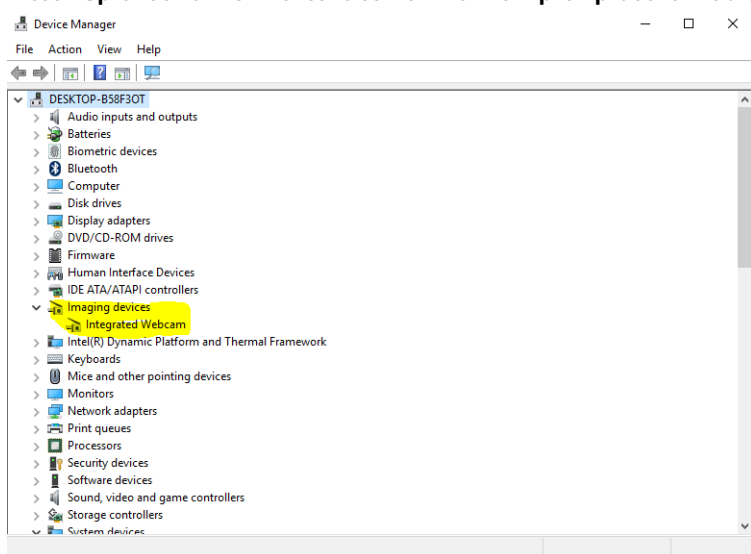 Device Manager
File Action View Help
DESKTOP-B58F3OT
Audio inputs and outputs
Batteries
Biometric devices
Bluetooth
Computer
Disk drives
Display adapters
DVD/CD-ROM drives
Firmware
Human Interface Devices
IDE ATA/ATAPI controllers
Imaging devices
Integrated Webcam
Intel(R) Dynamic Platform and Thermal Framework
Keyboards
Mice and other pointing devices
Monitors
Network adapters
Print queues
Processors
Security devices
Software devices
Sound, video and game controllers
Storage controllers
System devices